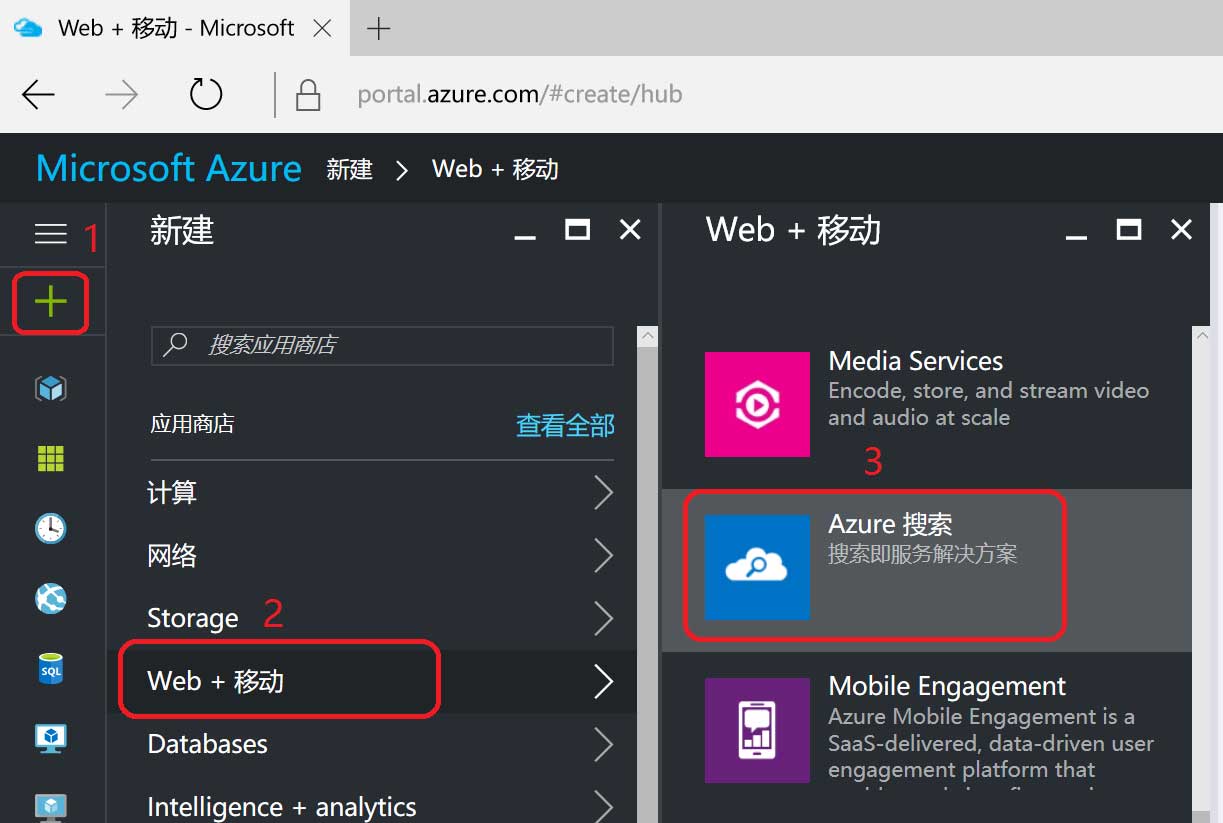 Web + 移动 - Microsoft
portal.azure.com/#create/hub
Microsoft Azure 新建 Web + 移动
1
新建
搜索应用商店
应用商店 查看全部
计算
网络
Storage 2
Web + 移动
Databases
Intelligence + analytics
SQL
Web + 移动
Media Services
Encode, store, and stream video
and audio at scale
3
Azure 搜索
搜索即服务解决方案
Mobile Engagement
Azure Mobile Engagement is a
SaaS-delivered, data-driven user
engagement platform that